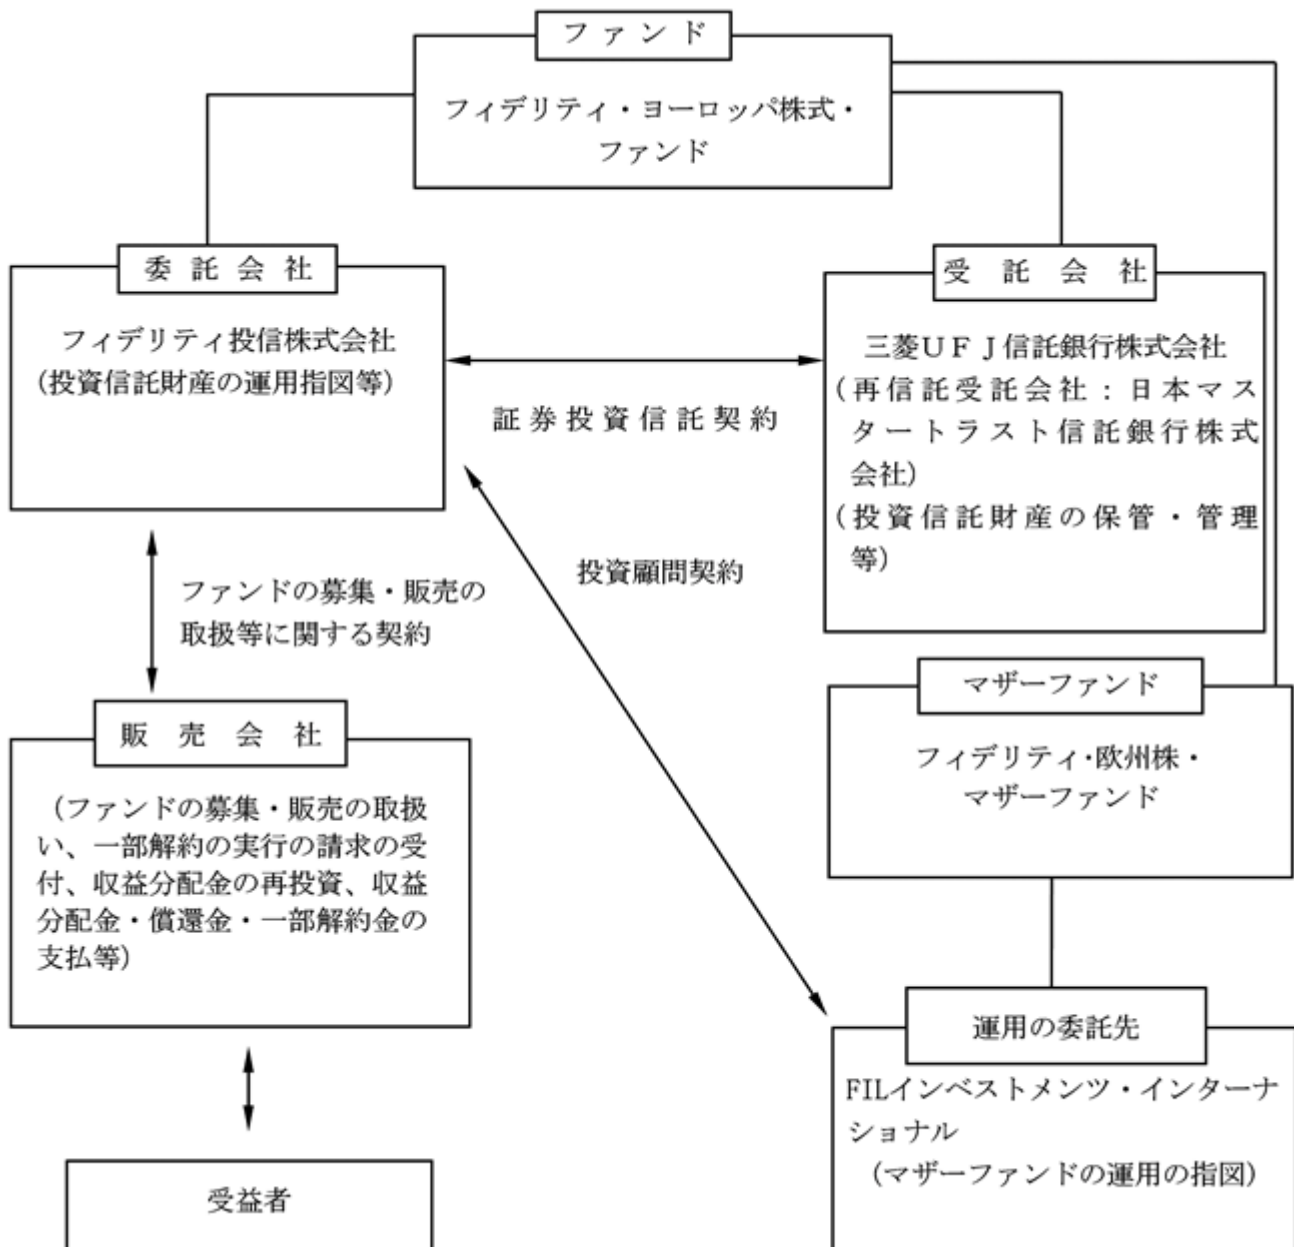 ファンド
フィデリティ・ヨーロッパ株式・
ファンド
委託会社
フィデリティ投信株式会社
（投資信託財産の運用指図等）
受託会社
三菱ＵＦＪ信託銀行株式会社
（再信託受託会社：日本マス
タートラスト信託銀行株式
会社）
（投資信託財産の保管・管理
等）
証券投資信託契約
投資顧問契約
ファンドの募集・販売の
取扱等に関する契約
マザーファンド
フィデリティ・欧州株・
マザーファンド
販売会社
（ファンドの募集・販売の取扱
い、一部解約の実行の請求の受
付、収益分配金の再投資、収益
分配金・償還金・一部解約金の
支払等）
運用の委託先
FILインベストメンツ・インターナ
ショナル
（マザーファンドの運用の指図）
受益者